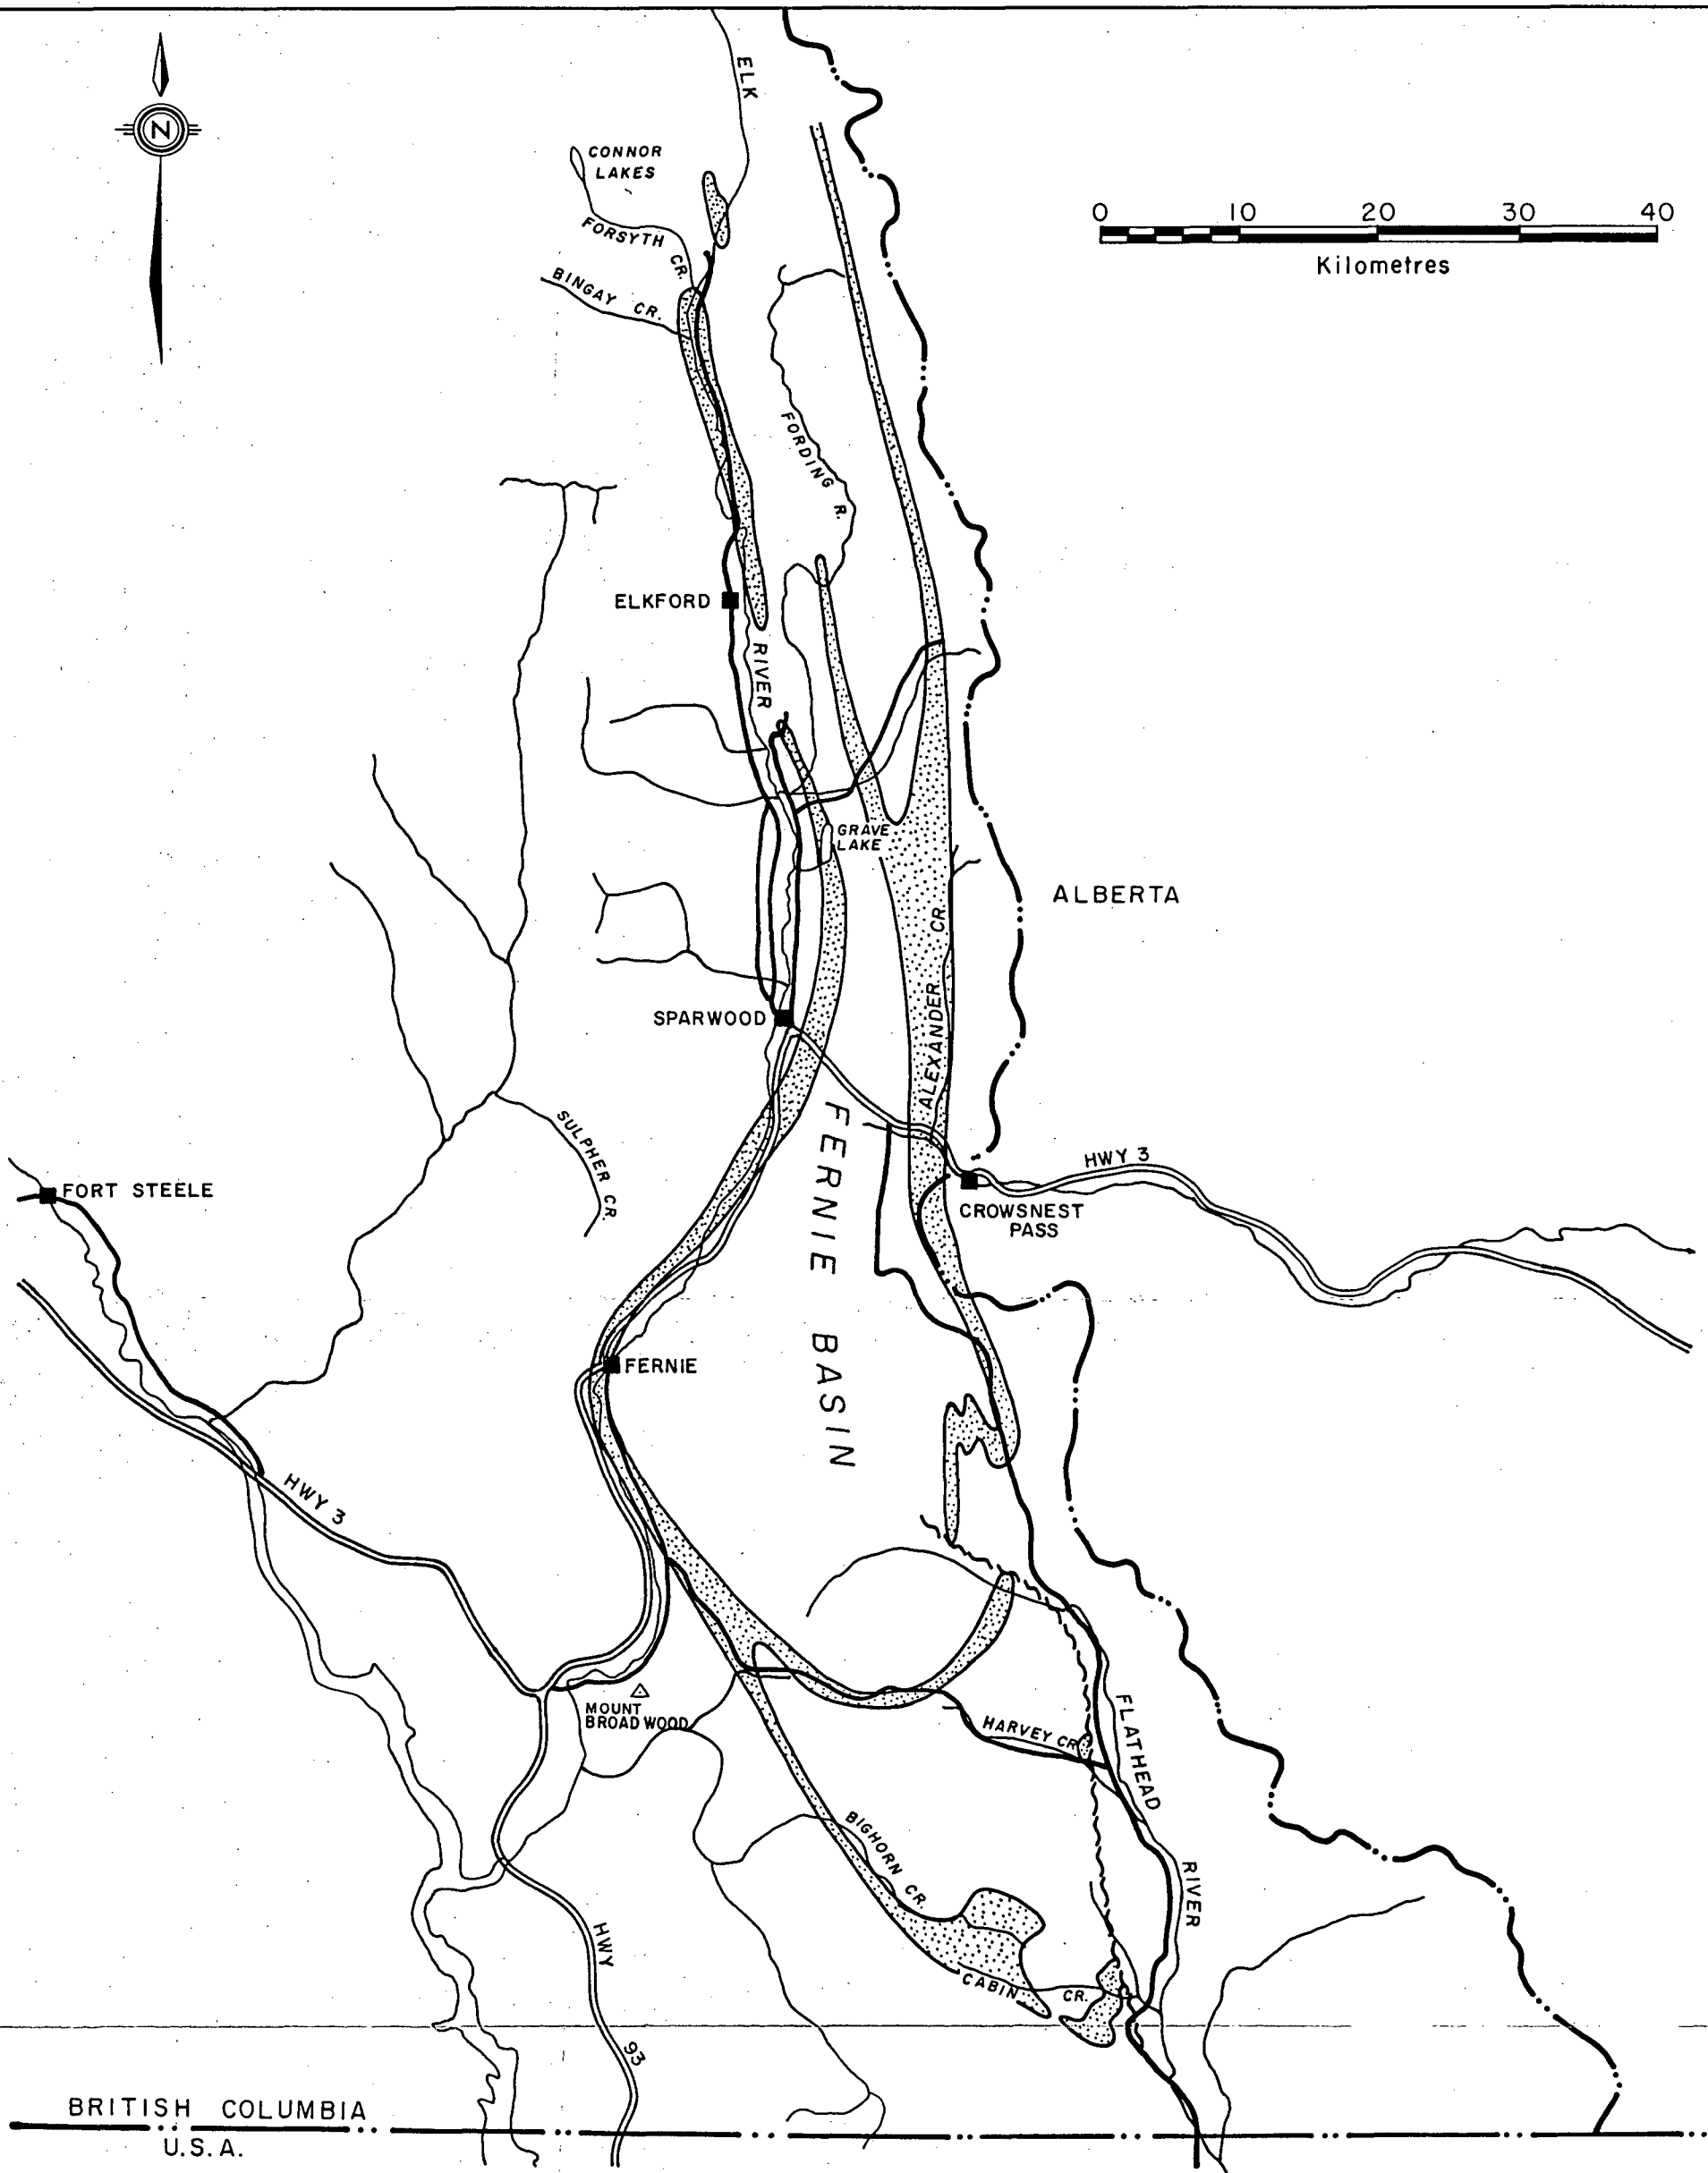 ELK
N
CONNOR
LAKES
0 10 20 30 40
Kilometres
FORSYTH
CR.
BINGAY CR.
FORDING R.
ELKFORD
RIVER
GRAVE
LAKE
ALBERTA
ALEXANDER CR.
SPARWOOD
FERNIE BASIN
SULPHER CR.
HWY 3
FORT STEELE
CROWSNEST
PASS
FERNIE
HWY 3
MOUNT
BROADWOOD
FLATHEAD
HARVEY CR.
BIGHORN CR.
RIVER
HWY
CABIN CR.
93
BRITISH COLUMBIA
U.S.A.